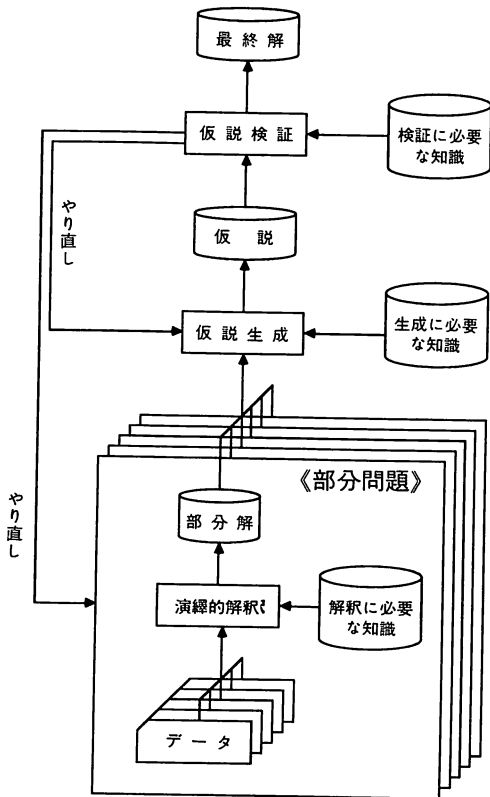 最終解
仮説検証
検証に必要
な知識
やり直し
仮説
仮説生成
生成に必要
な知識
《部分問題》
やり直し
部分解
演繹的解釈
解釈に必要
な知識
データ